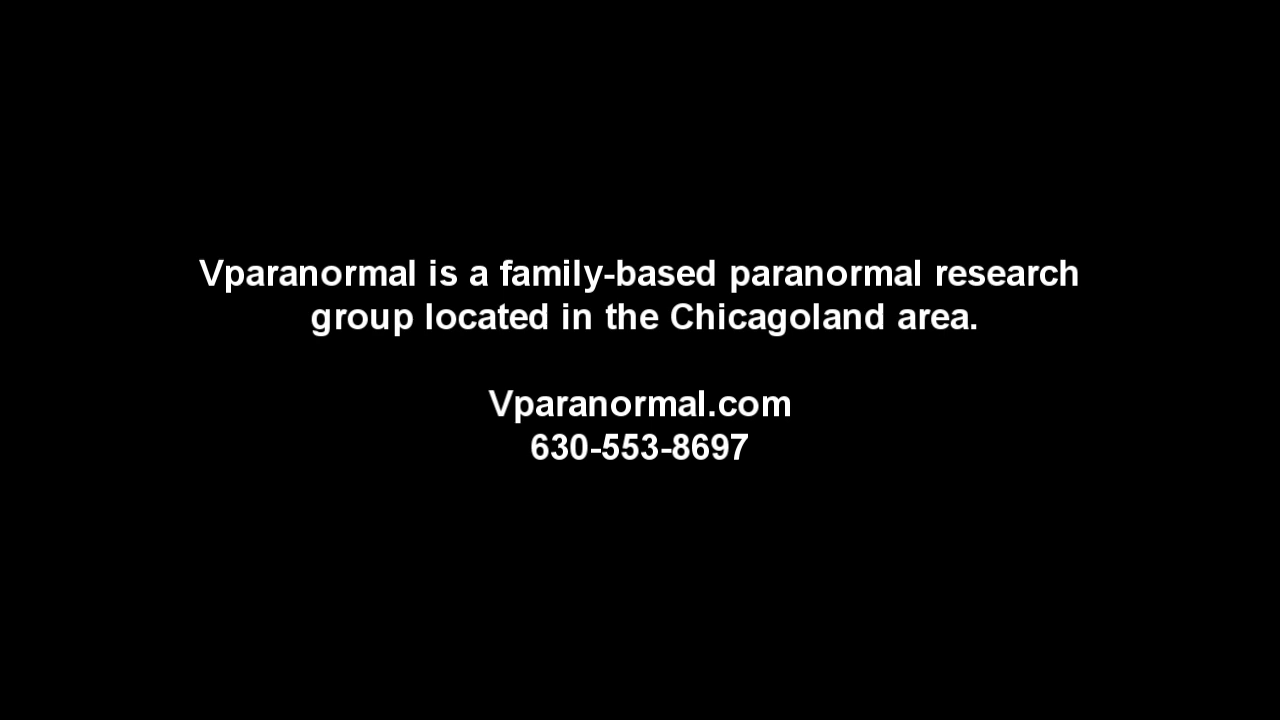 Vparanormal is a family-based paranormal research
group located in the Chicagoland area.
Vparanormal.com
630-553-8697